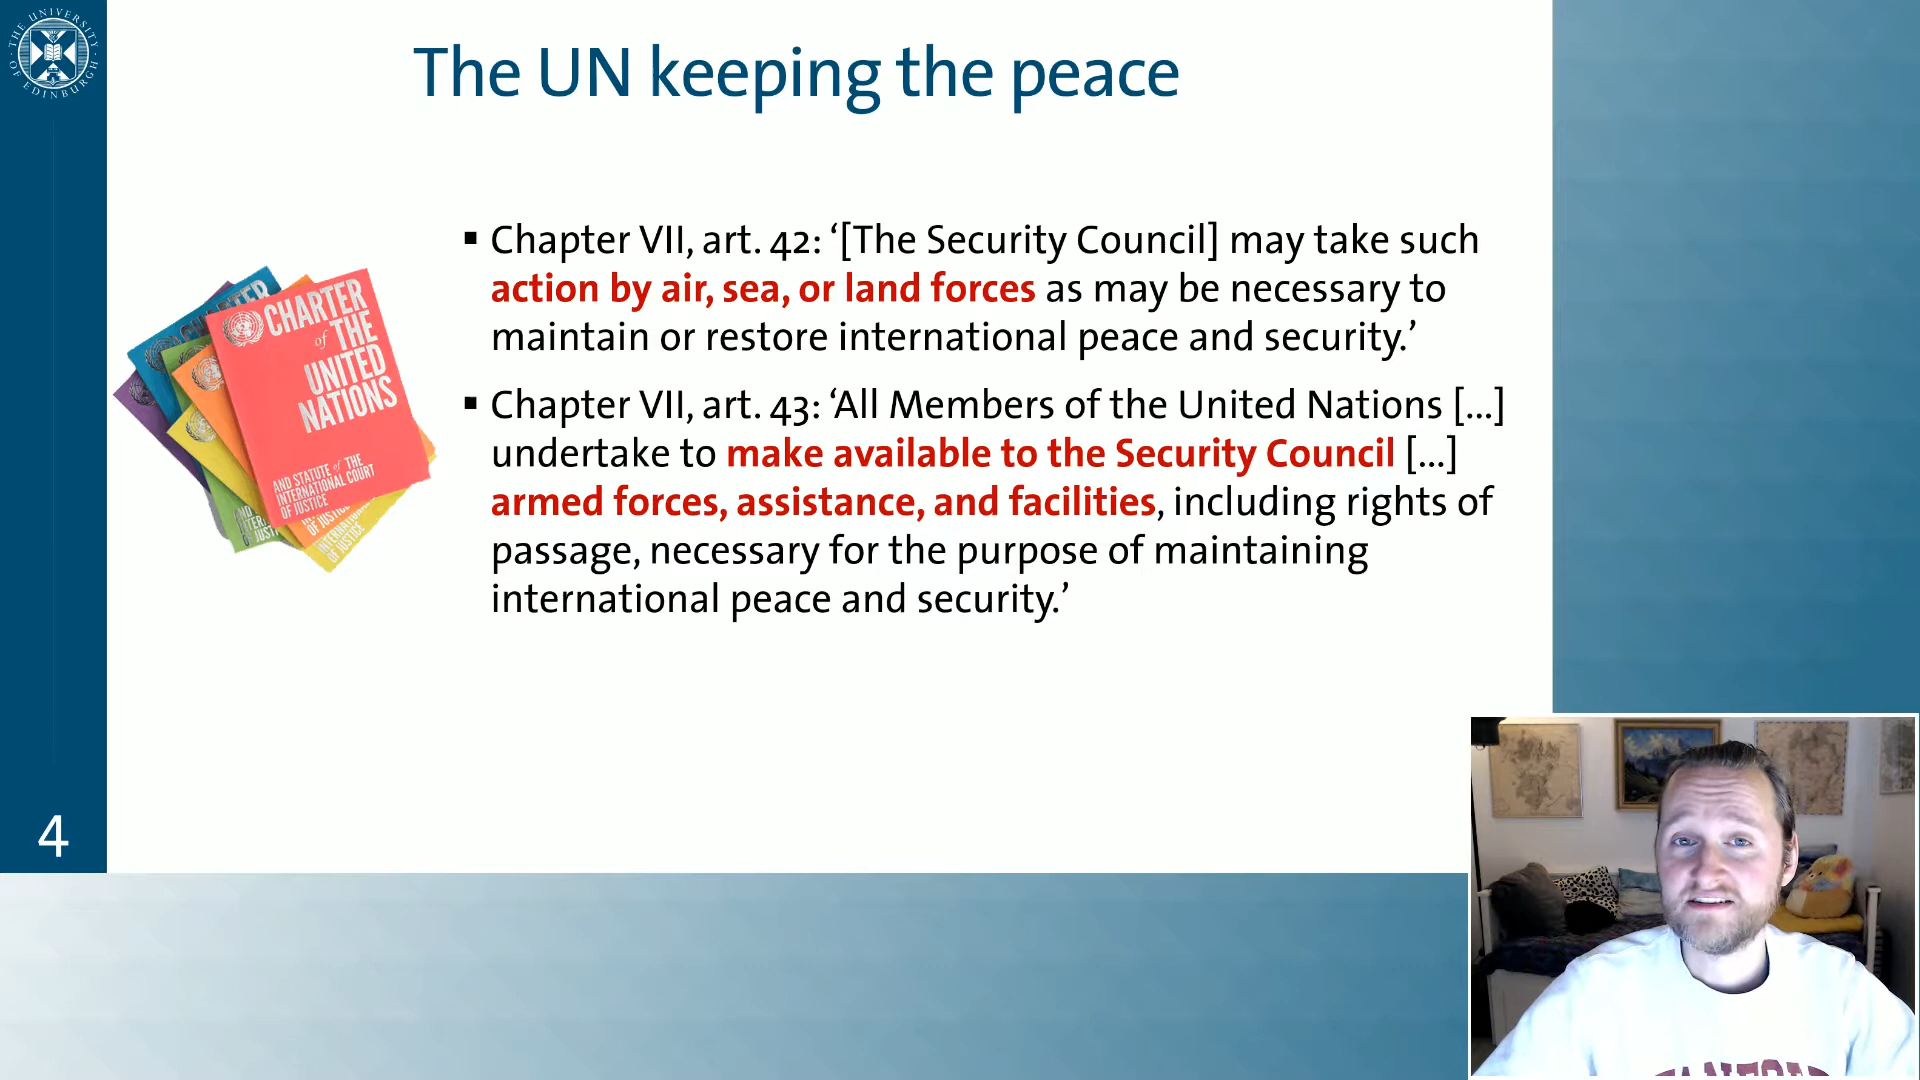 THE UNIVERSITY OF EDINBURGH
The UN keeping the peace
▪ Chapter VII, art. 42: ‘[The Security Council] may take such
action by air, sea, or land forces as may be necessary to
maintain or restore international peace and security.’
▪ Chapter VII, art. 43: ‘All Members of the United Nations [...]
undertake to make available to the Security Council [...]
armed forces, assistance, and facilities, including rights of
passage, necessary for the purpose of maintaining
international peace and security.’
CHARTER
of THE
UNITED
NATIONS
AND STATUTE of THE
INTERNATIONAL COURT
OF JUSTICE
4